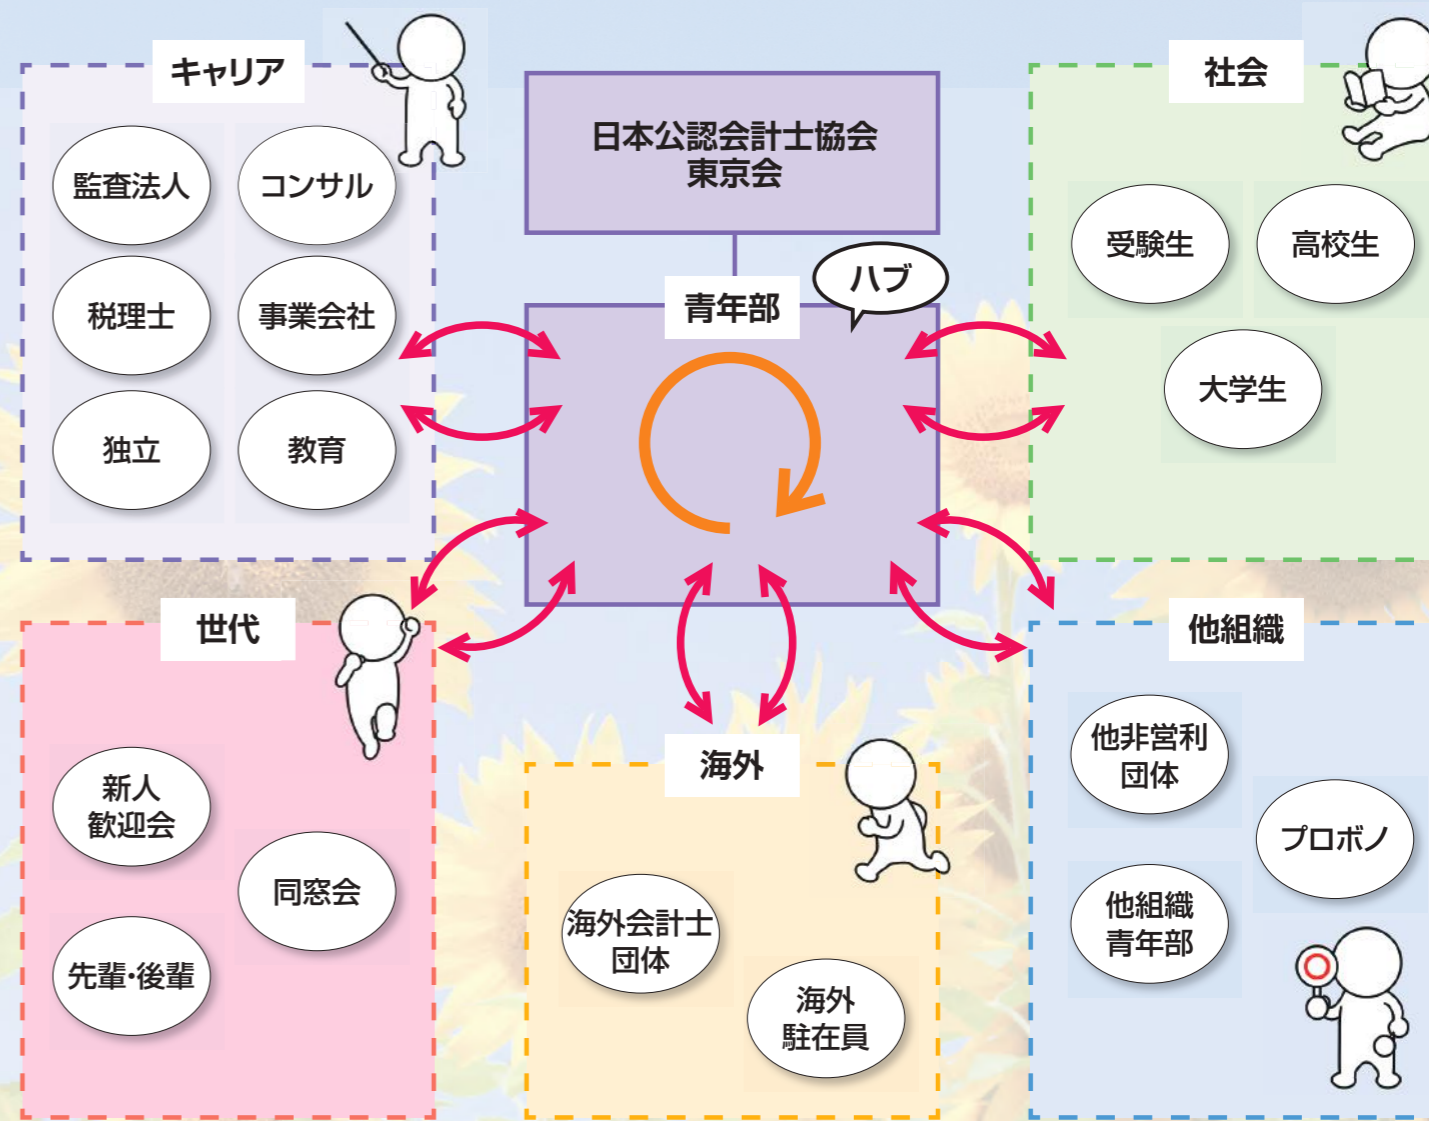 キャリア
監査法人
コンサル
税理士
事業会社
独立
教育
日本公認会計士協会
東京会
青年部
ハブ
社会
受験生
高校生
大学生
世代
新人
歓迎会
同窓会
先輩・後輩
海外
海外会計士
団体
海外
駐在員
他組織
他非営利
団体
プロボノ
他組織
青年部